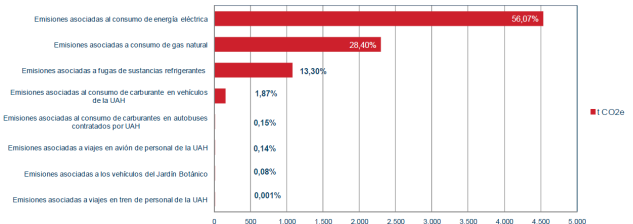 Emisiones asociadas al consumo de energía eléctrica
56,07%
Emisiones asociadas a consumo de gas natural
28,40%
Emisiones asociadas a fugas de sustancias refrigerantes
13,30%
Emisiones asociadas al consumo de carburante en vehículos
de la UAH
1,87%
Emisiones asociadas al consumo de carburantes en autobuses
contratados por UAH
0,15%
Emisiones asociadas a viajes en avión de personal de la UAH
0,14%
Emisiones asociadas a los vehículos del Jardín Botánico
0,08%
Emisiones asociadas a viajes en tren de personal de la UAH
0,001%
t CO2e
0 500 1.000 1.500 2.000 2.500 3.000 3.500 4.000 4.500 5.000